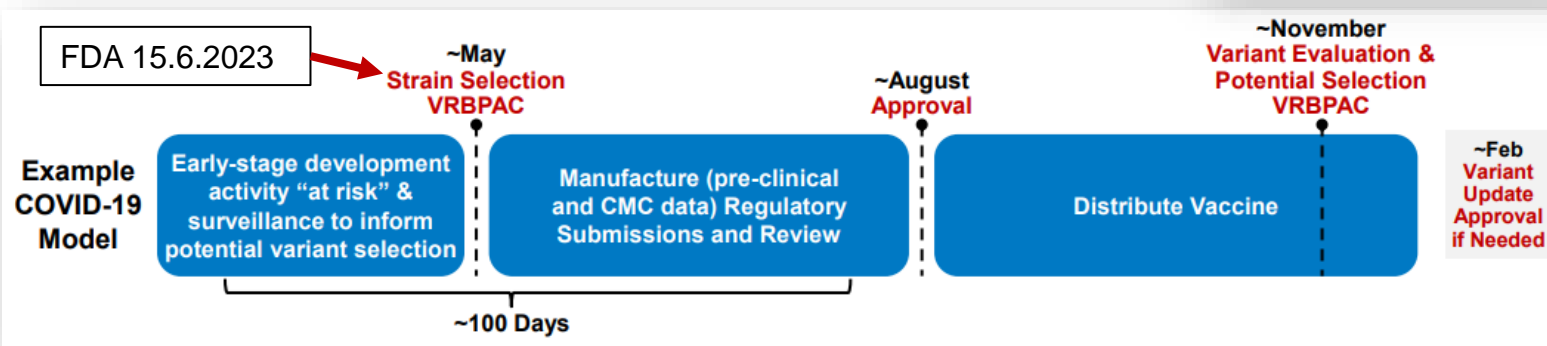 FDA 15.6.2023
~May
Strain Selection
VRBPAC
~August
Approval
~November
Variant Evaluation &
Potential Selection
VRBPAC
Example
COVID-19
Model
Early-stage development
activity “at risk” &
surveillance to inform
potential variant selection
Manufacture (pre-clinical
and CMC data) Regulatory
Submissions and Review
Distribute Vaccine
~Feb
Variant
Update
Approval
if Needed
~100 Days